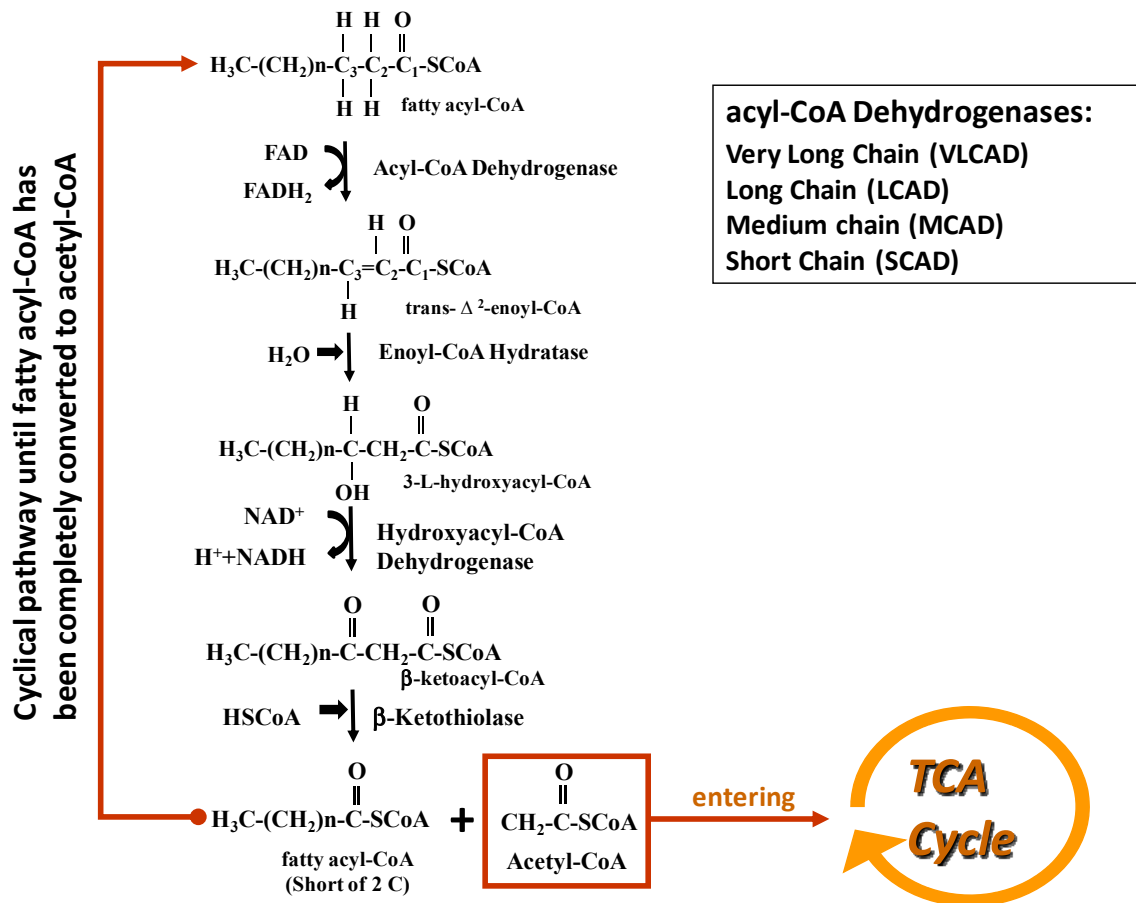 Cyclical pathway until fatty acyl-CoA has
been completely converted to acetyl-CoA
H H O
H₃C-(CH₂)n-C₃-C₂-C₁-SCoA
H H
fatty acyl-CoA
FAD
FADH₂
Acyl-CoA Dehydrogenase
H O
H₃C-(CH₂)n-C₃=C₂-C₁-SCoA
H
trans- Δ ²-enoyl-CoA
H₂O
Enoyl-CoA Hydratase
H O
H₃C-(CH₂)n-C-CH₂-C-SCoA
OH
3-L-hydroxyacyl-CoA
NAD⁺
H⁺+NADH
Hydroxyacyl-CoA
Dehydrogenase
O O
H₃C-(CH₂)n-C-CH₂-C-SCoA
β-ketoacyl-CoA
HSCoA
β-Ketothiolase
O
H₃C-(CH₂)n-C-SCoA
fatty acyl-CoA
(Short of 2 C)
+
O
CH₂-C-SCoA
Acetyl-CoA
entering
TCA
Cycle
acyl-CoA Dehydrogenases:
Very Long Chain (VLCAD)
Long Chain (LCAD)
Medium chain (MCAD)
Short Chain (SCAD)